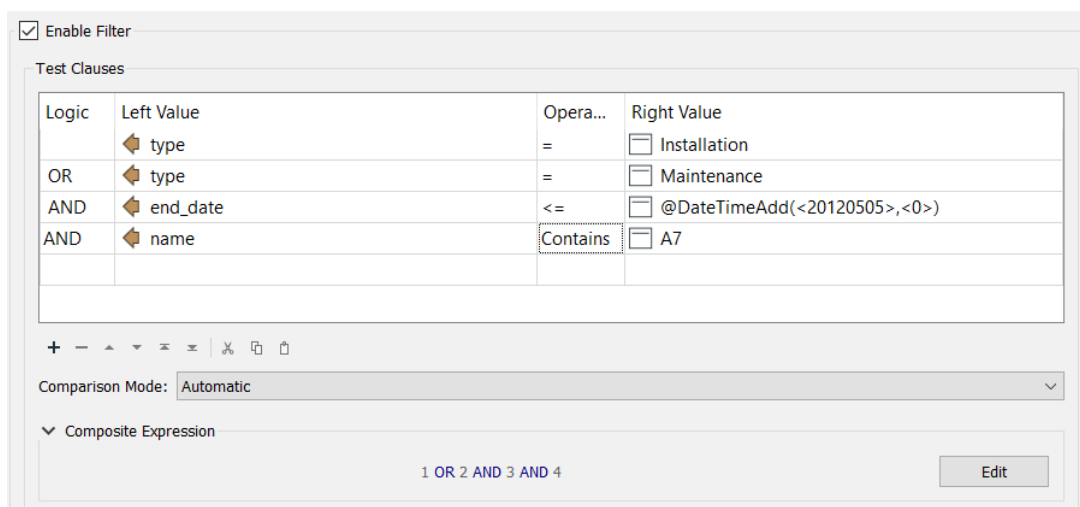 Enable Filter
Test Clauses
Logic Left Value Opera... Right Value
type = Installation
OR type = Maintenance
AND end_date <= @DateTimeAdd(<20120505>,<0>)
AND name Contains A7
Comparison Mode: Automatic
Composite Expression
1 OR 2 AND 3 AND 4
Edit